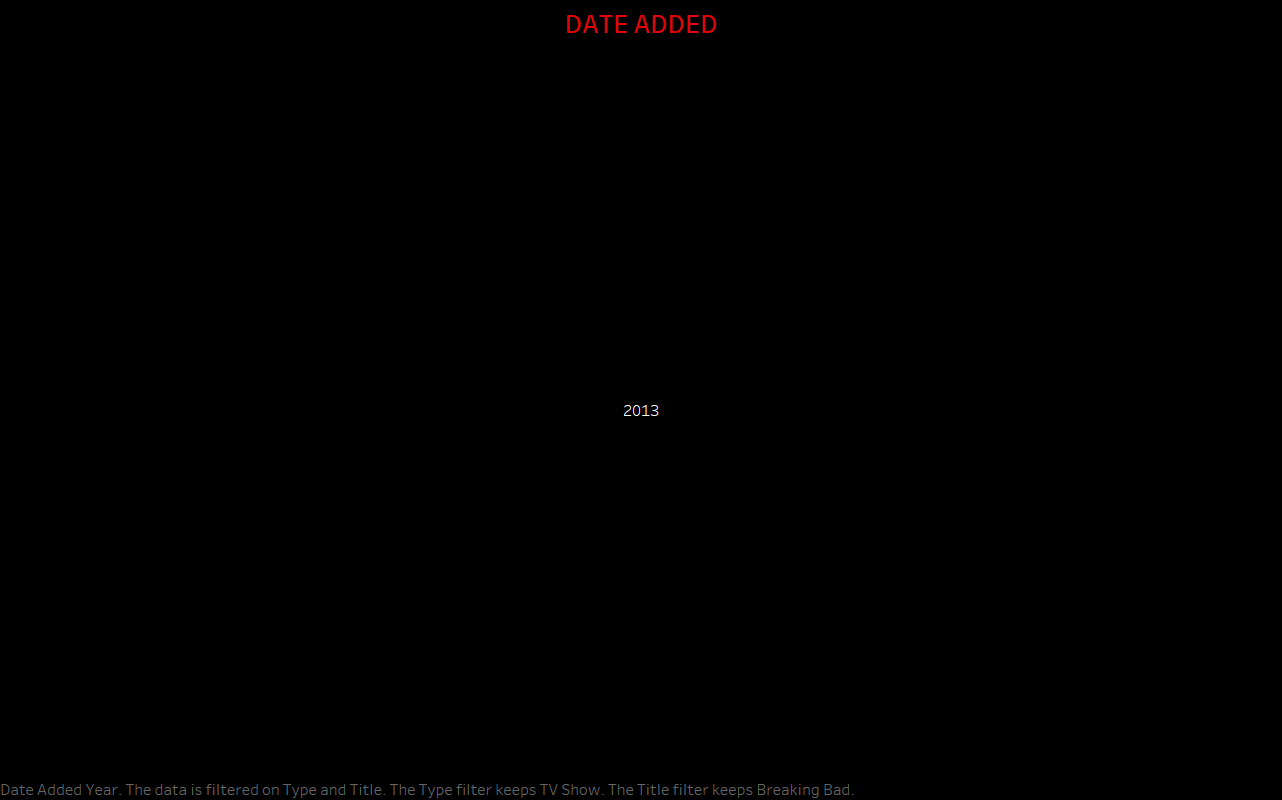 DATE ADDED
2013
Date Added Year. The data is filtered on Type and Title. The Type filter keeps TV Show. The Title filter keeps Breaking Bad.